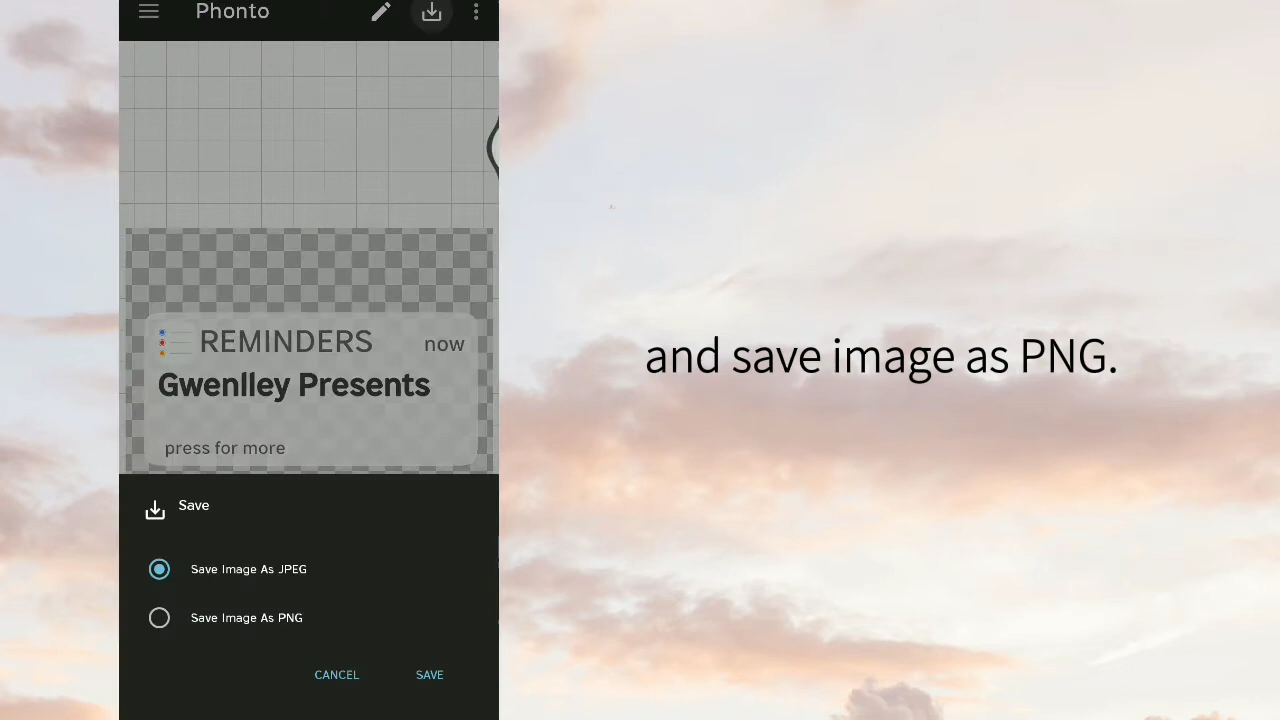 Phonto
REMINDERS now
Gwenlley Presents
press for more
Save
Save Image As JPEG
Save Image As PNG
CANCEL SAVE
and save image as PNG.